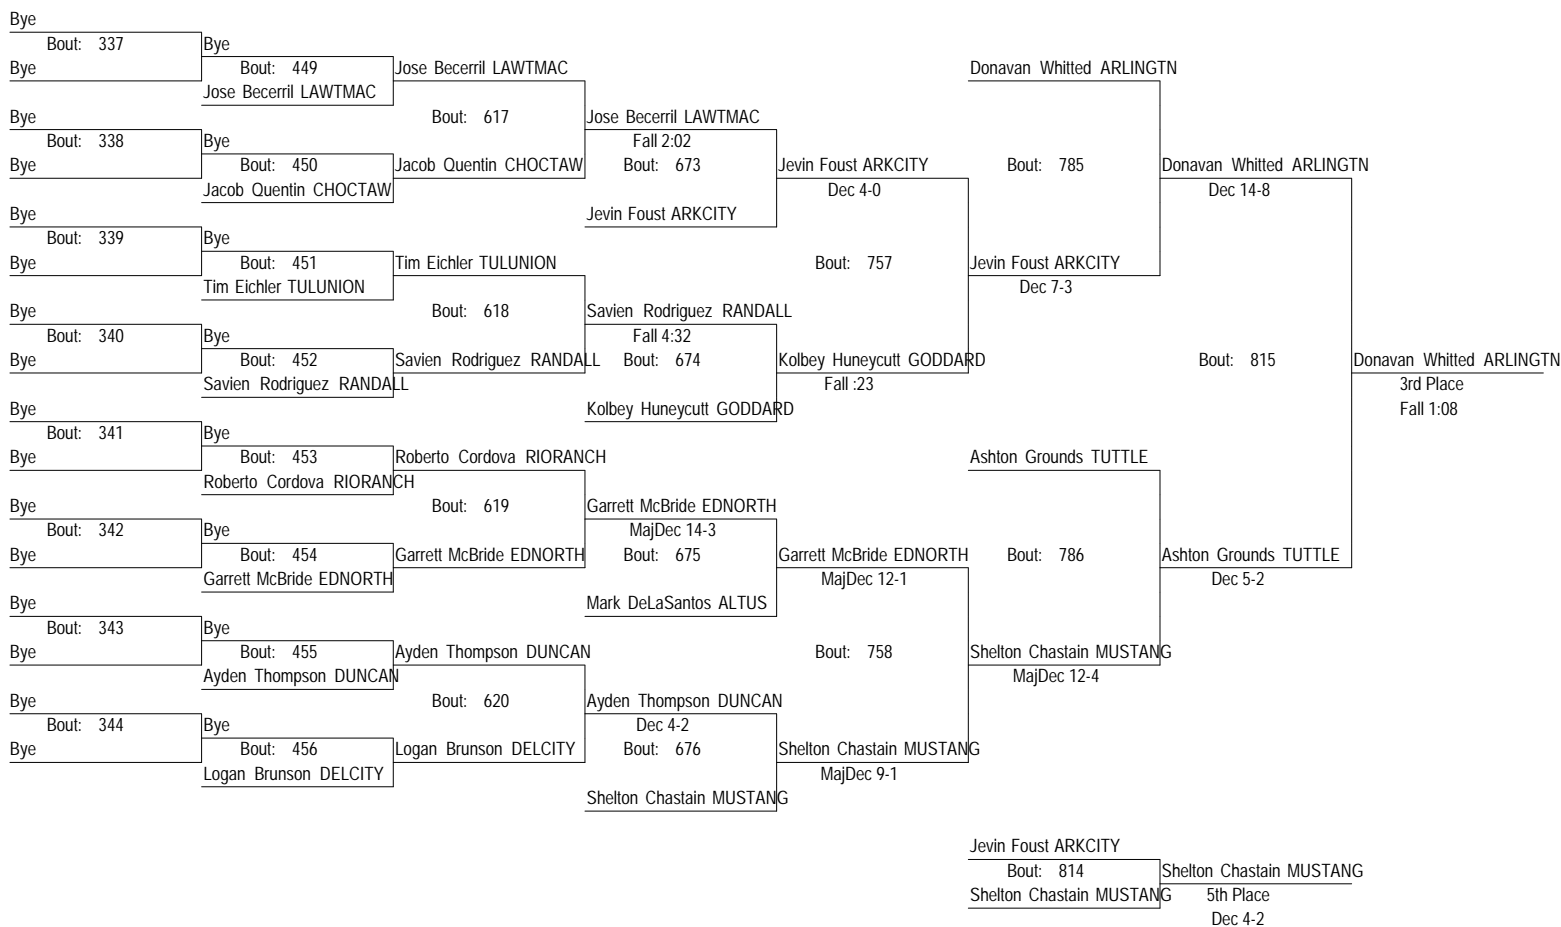 Bye
Bout: 337
Bye
Bye
Bout: 449
Jose Becerril LAWTMAC
Jose Becerril LAWTMAC
Donavan Whitted ARLINGTN
Bout: 617
Jose Becerril LAWTMAC
Fall 2:02
Bye
Bout: 338
Bye
Bye
Bout: 450
Jacob Quentin CHOCTAW
Jacob Quentin CHOCTAW
Bout: 673
Jevin Foust ARKCITY
Dec 4-0
Bout: 785
Donavan Whitted ARLINGTN
Dec 14-8
Jevin Foust ARKCITY
Bye
Bout: 339
Bye
Bye
Bout: 451
Tim Eichler TULUNION
Tim Eichler TULUNION
Bout: 757
Jevin Foust ARKCITY
Dec 7-3
Bout: 618
Savien Rodriguez RANDALL
Fall 4:32
Bye
Bout: 340
Bye
Bye
Bout: 452
Savien Rodriguez RANDALL
Savien Rodriguez RANDALL
Bout: 674
Kolbey Huneycutt GODDARD
Fall :23
Bout: 815
Donavan Whitted ARLINGTN
3rd Place
Fall 1:08
Kolbey Huneycutt GODDARD
Bye
Bout: 341
Bye
Bye
Bout: 453
Roberto Cordova RIORANCH
Roberto Cordova RIORANCH
Ashton Grounds TUTTLE
Bout: 619
Garrett McBride EDNORTH
MajDec 14-3
Bye
Bout: 342
Bye
Bye
Bout: 454
Garrett McBride EDNORTH
Garrett McBride EDNORTH
Bout: 675
Garrett McBride EDNORTH
MajDec 12-1
Bout: 786
Ashton Grounds TUTTLE
Dec 5-2
Mark DeLaSantos ALTUS
Bye
Bout: 343
Bye
Bye
Bout: 455
Ayden Thompson DUNCAN
Ayden Thompson DUNCAN
Bout: 758
Shelton Chastain MUSTANG
MajDec 12-4
Bout: 620
Ayden Thompson DUNCAN
Dec 4-2
Bye
Bout: 344
Bye
Bye
Bout: 456
Logan Brunson DELCITY
Logan Brunson DELCITY
Bout: 676
Shelton Chastain MUSTANG
MajDec 9-1
Shelton Chastain MUSTANG
Jevin Foust ARKCITY
Bout: 814
Shelton Chastain MUSTANG
Shelton Chastain MUSTANG
5th Place
Dec 4-2